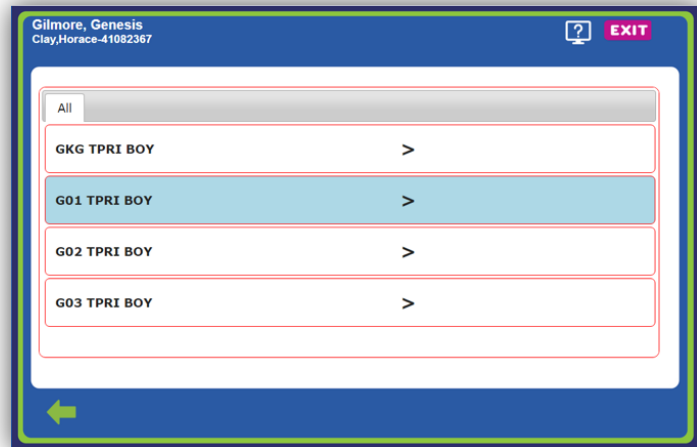 Gilmore, Genesis
Clay,Horace-41082367
? EXIT
All
GKG TPRI BOY >
G01 TPRI BOY >
G02 TPRI BOY >
G03 TPRI BOY >